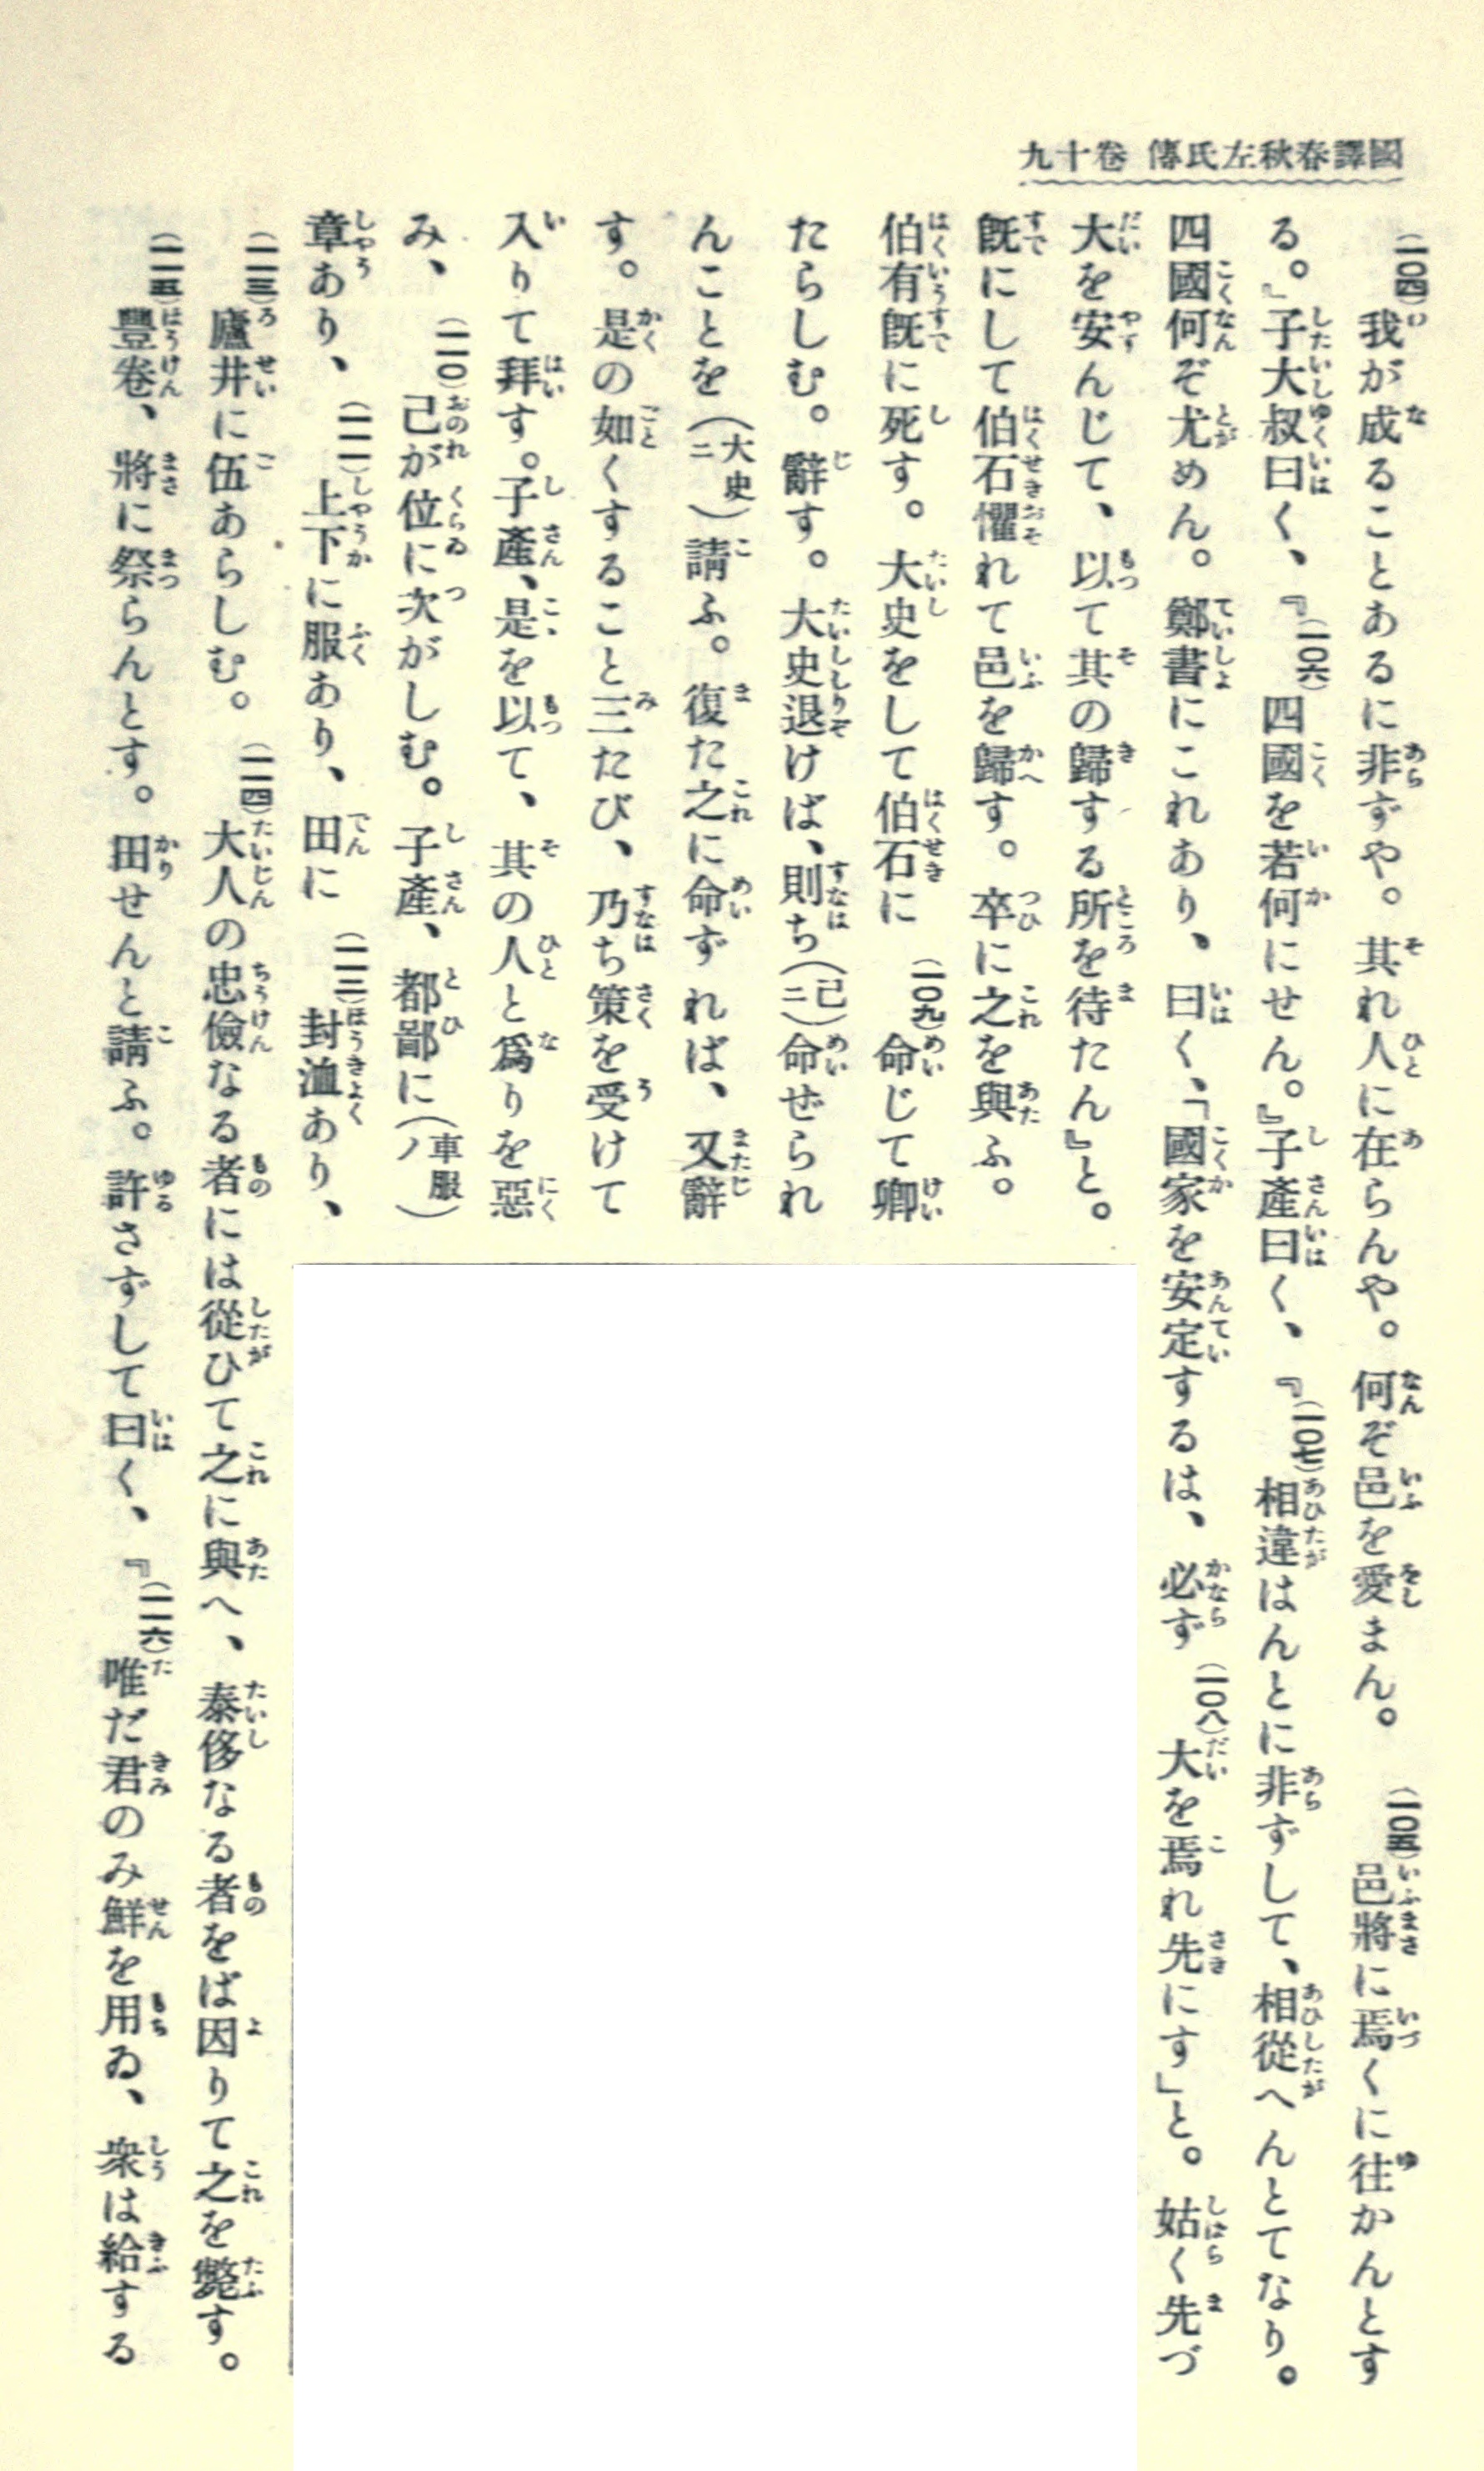 國譯春秋左氏傳 卷十九
(一〇四)我が成ることあるに非ずや。其れ人に在らんや。何ぞ邑を愛まん。(一〇五)邑將に焉くに往かんとす
る。』子大叔曰く、『(一〇六)四國を若何にせん。』子產曰く、『(一〇七)相違はんとに非ずして、相從へんとてなり。
四國何ぞ尤めん。鄭書にこれあり、曰く、「國家を安定するは、必ず(一〇八)大を焉れ先にす」と。姑く先づ
大を安んじて、以て其の歸する所を待たん』と。
既にして伯石懼れて邑を歸す。卒に之を與ふ。
伯有既に死す。大史をして伯石に(一〇九)命じて卿
たらしむ。辭す。大史退けば、則ち(己ニ)命ぜられ
んことを(大史ニ)請ふ。復た之に命ずれば、又辭
す。是の如くすること三たび、乃ち策を受けて
入りて拜す。子產、是を以て、其の人と爲りを惡
み、(一一〇)己が位に次がしむ。子產、都鄙に(車服ノ)
章あり、(一一一)上下に服あり、田に(一一二)封洫あり、
(一一三)廬井に伍あらしむ。(一一四)大人の忠儉なる者には從ひて之に與へ、泰侈なる者をば因りて之を斃す。
(一一五)豐卷、將に祭らんとす。田せんと請ふ。許さずして曰く、『(一一六)唯だ君のみ鮮を用ゐ、衆は給する